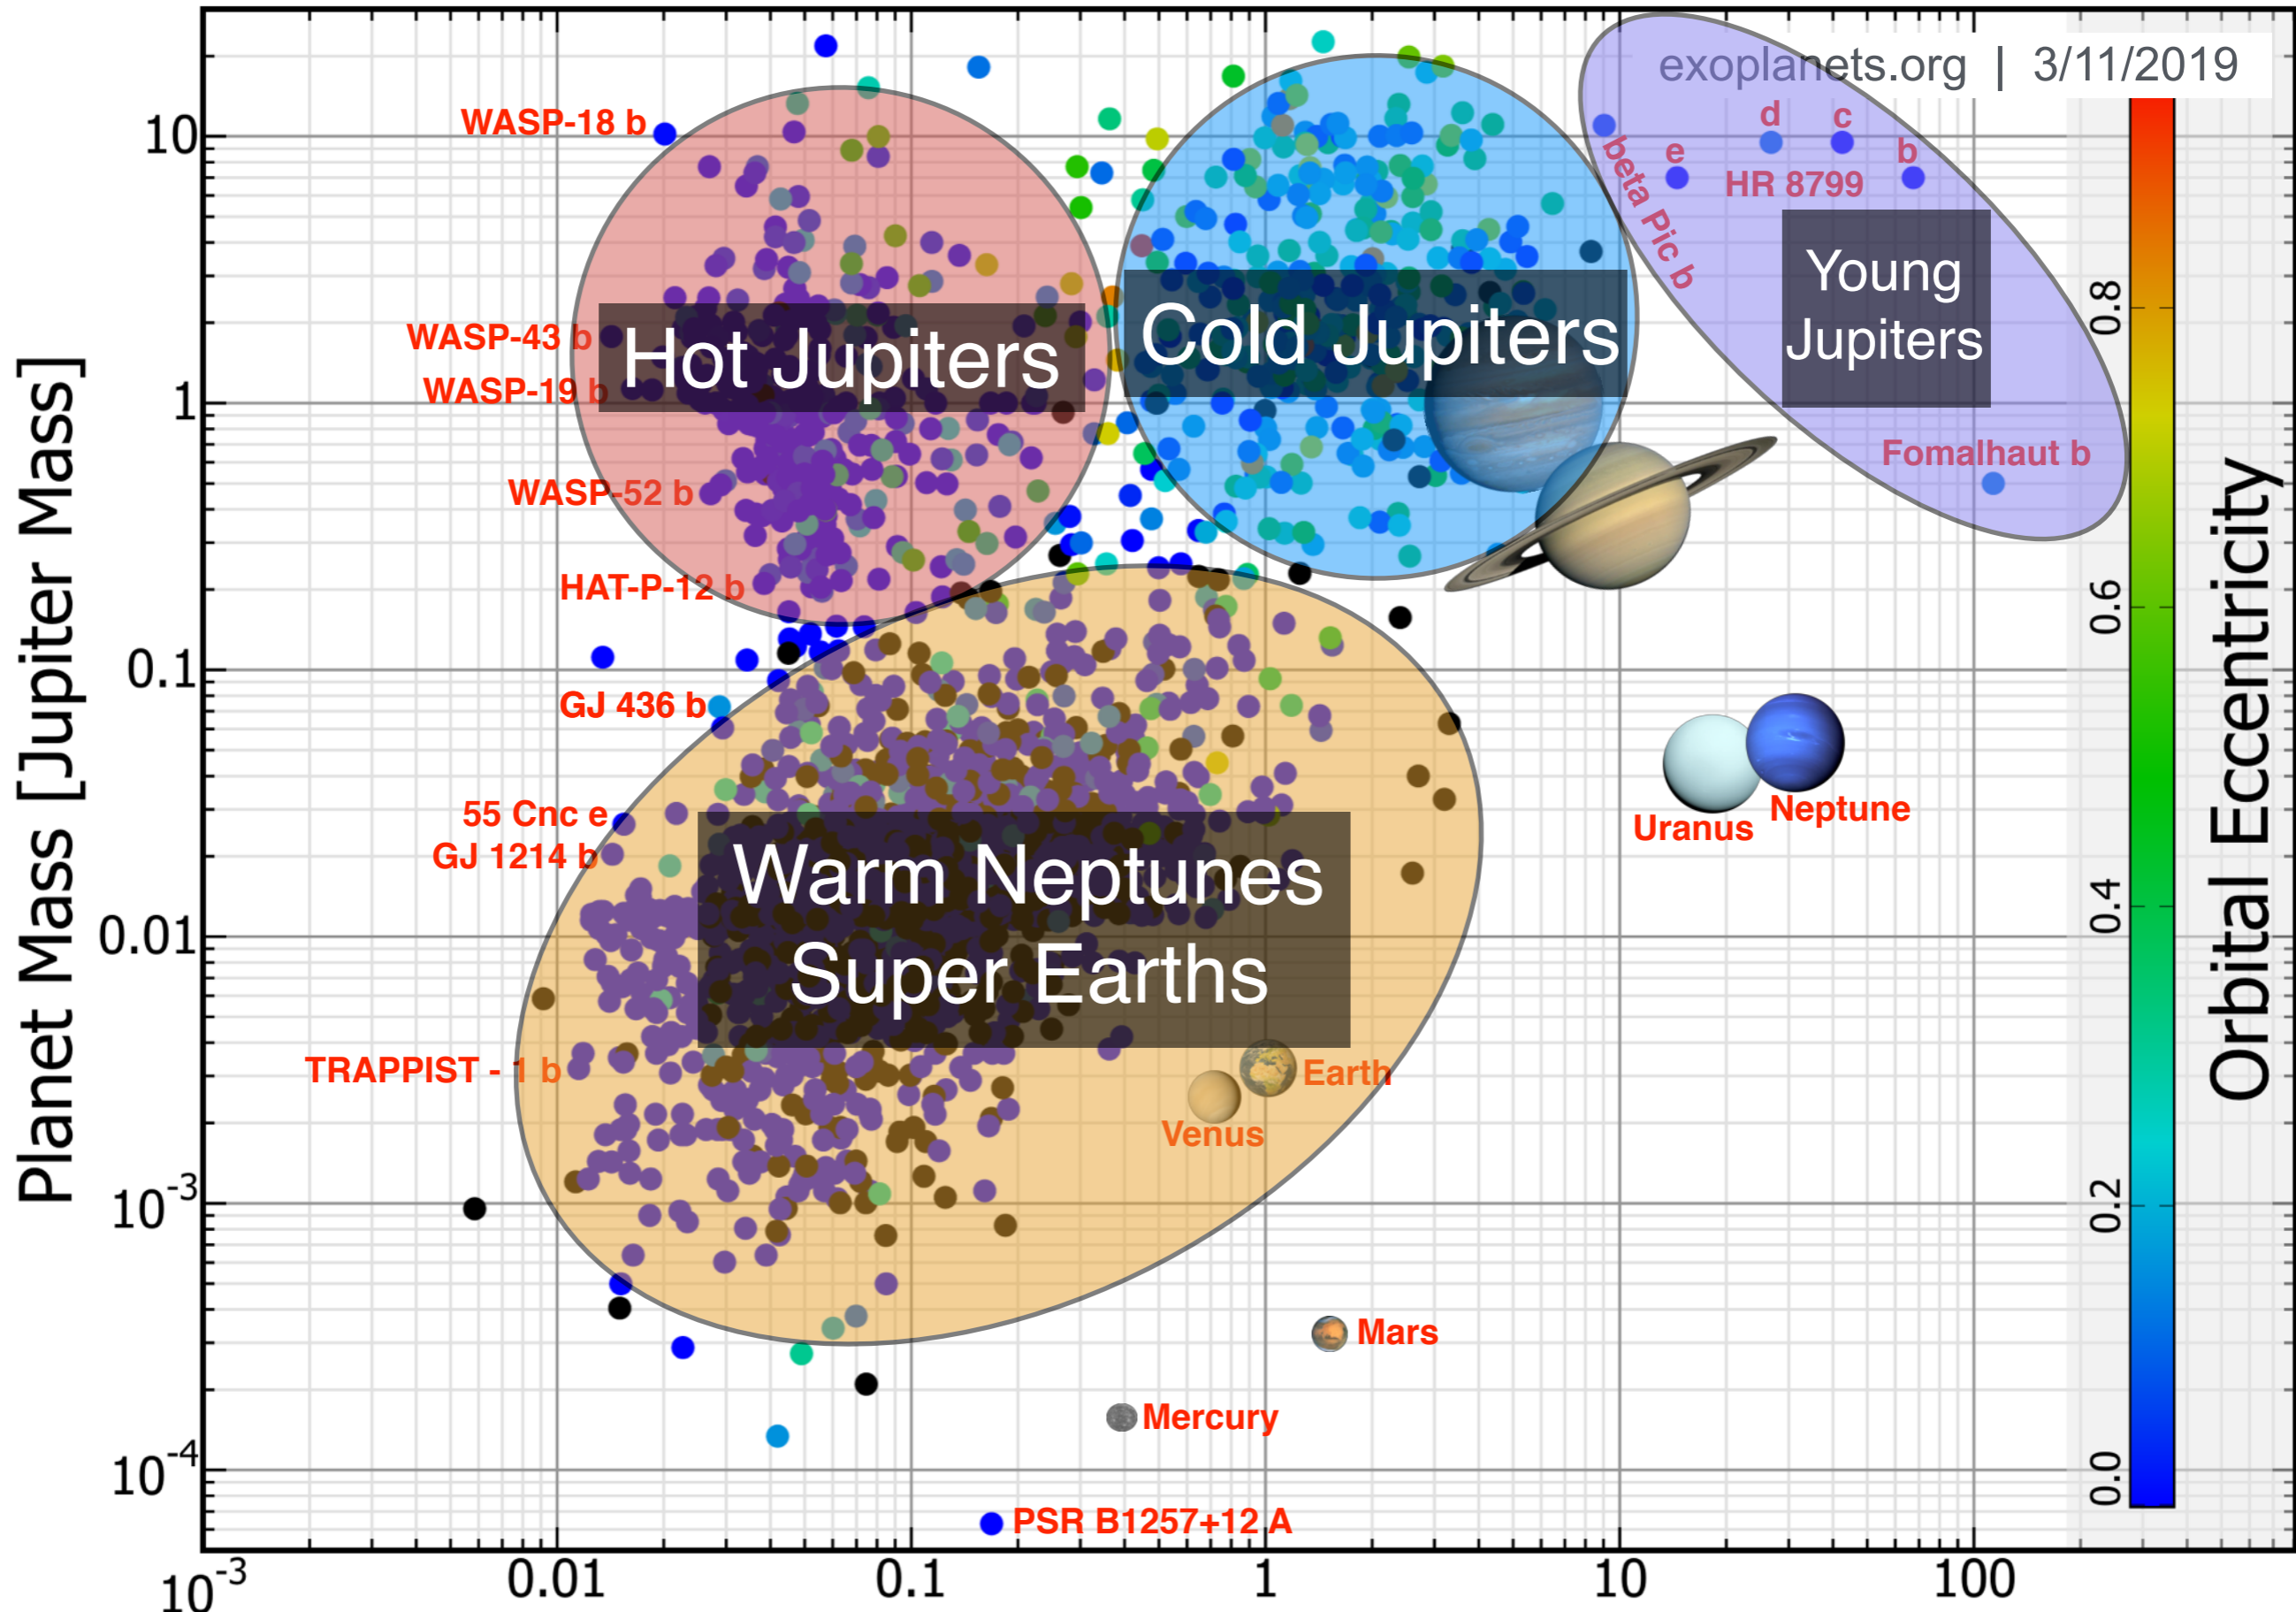 exoplanets.org | 3/11/2019
Planet Mass [Jupiter Mass]
10
1
0.1
0.01
10-3
10-4
10-3
0.01
0.1
1
10
100
WASP-18 b
WASP-43 b
WASP-19 b
WASP-52 b
HAT-P-12 b
GJ 436 b
55 Cnc e
GJ 1214 b
TRAPPIST - 1 b
Hot Jupiters
Cold Jupiters
Young
Jupiters
beta Pic b
e
d
c
b
HR 8799
Fomalhaut b
Warm Neptunes
Super Earths
Uranus
Neptune
Earth
Venus
Mars
Mercury
PSR B1257+12 A
0.8
0.6
0.4
0.2
0.0
Orbital Eccentricity